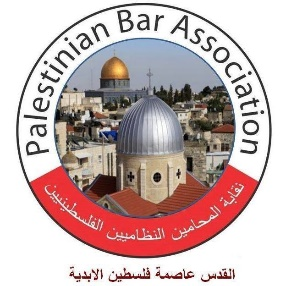 Palestinian Bar Association
نقابة المحامين النظاميين الفلسطينيين
القدس عاصمة فلسطين الابدية